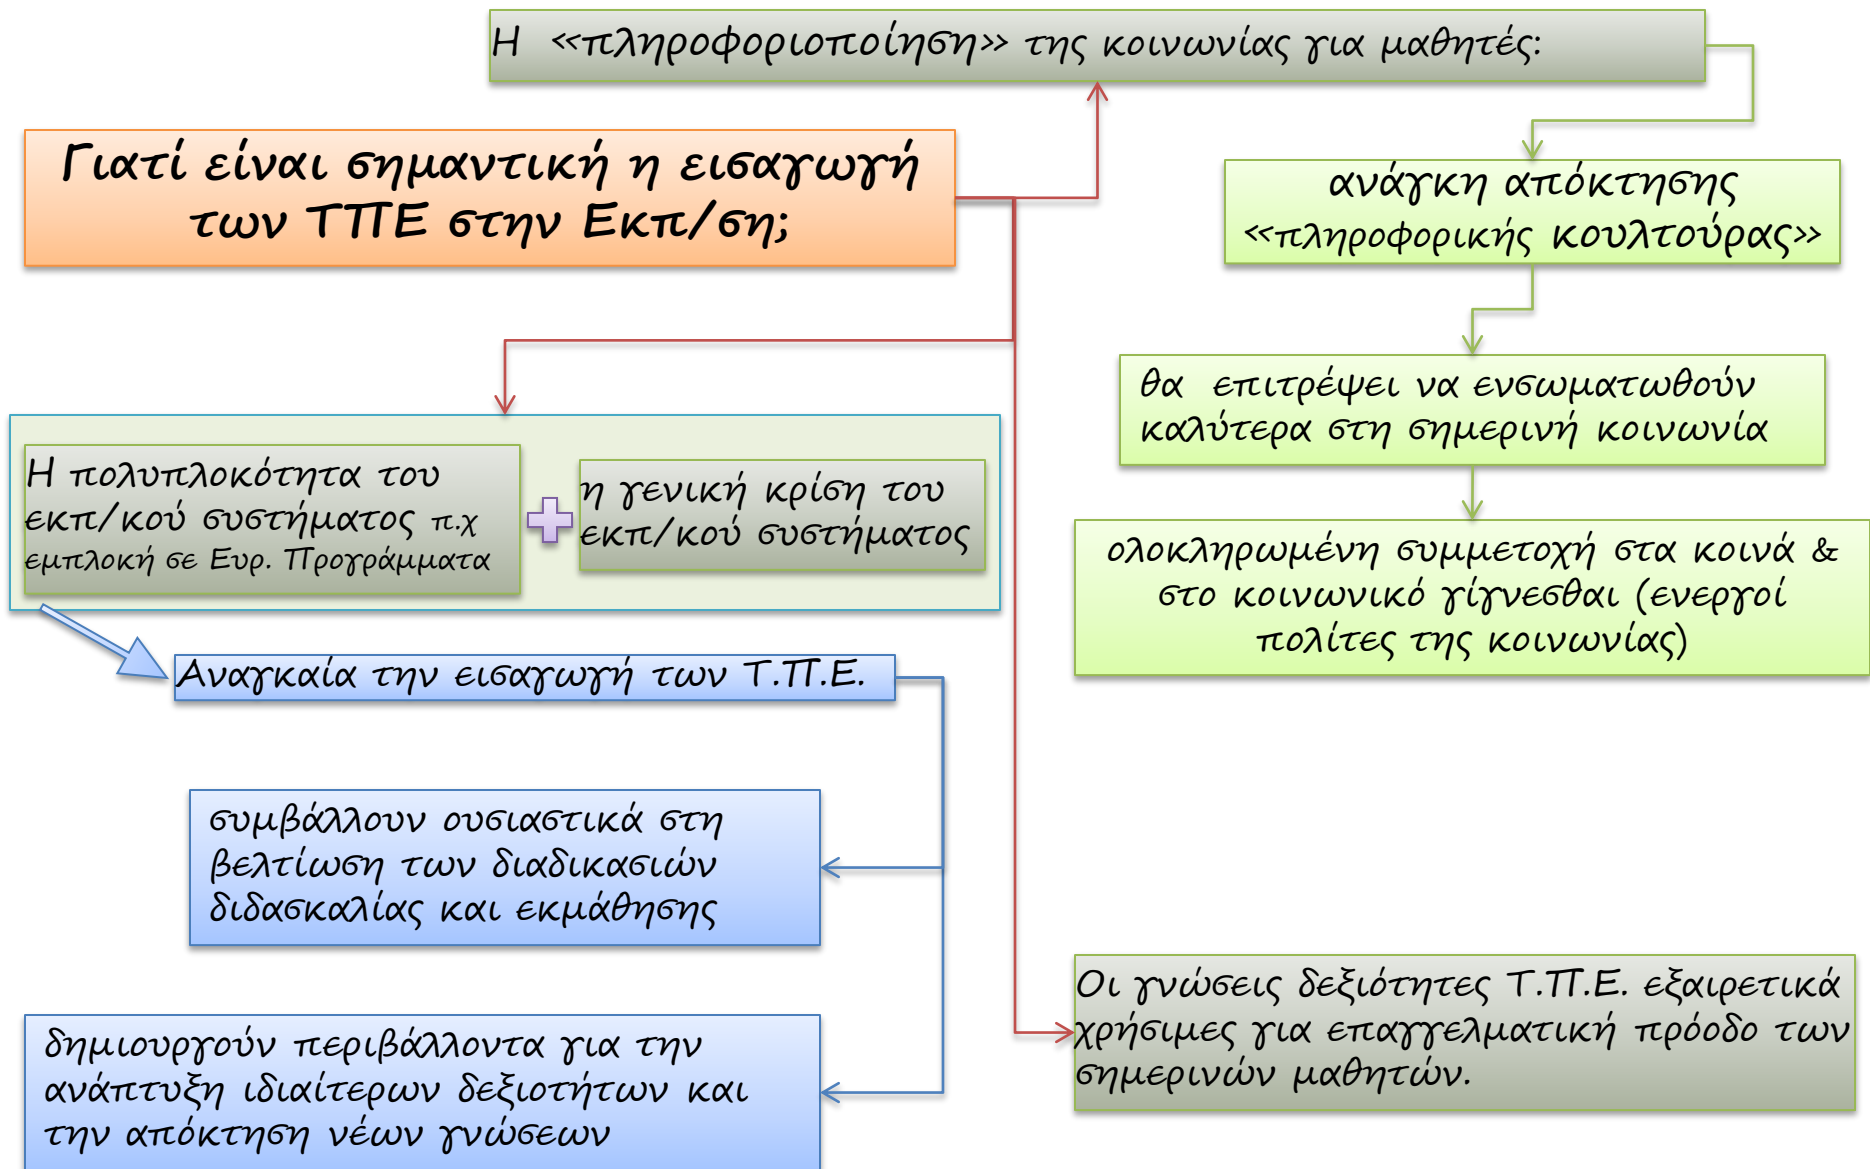 Η «πληροφοριοποίηση» της κοινωνίας για μαθητές:
Γιατί είναι σημαντική η εισαγωγή
των ΤΠΕ στην Εκπ/ση;
ανάγκη απόκτησης
«πληροφορικής κουλτούρας»
θα επιτρέψει να ενσωματωθούν
καλύτερα στη σημερινή κοινωνία
ολοκληρωμένη συμμετοχή στα κοινά &
στο κοινωνικό γίγνεσθαι (ενεργοί
πολίτες της κοινωνίας)
Η πολυπλοκότητα του
εκπ/κού συστήματος π.χ
εμπλοκή σε Ευρ. Προγράμματα
η γενική κρίση του
εκπ/κού συστήματος
Αναγκαία την εισαγωγή των Τ.Π.Ε.
συμβάλλουν ουσιαστικά στη
βελτίωση των διαδικασιών
διδασκαλίας και εκμάθησης
δημιουργούν περιβάλλοντα για την
ανάπτυξη ιδιαίτερων δεξιοτήτων και
την απόκτηση νέων γνώσεων
Οι γνώσεις δεξιότητες Τ.Π.Ε. εξαιρετικά
χρήσιμες για επαγγελματική πρόοδο των
σημερινών μαθητών.